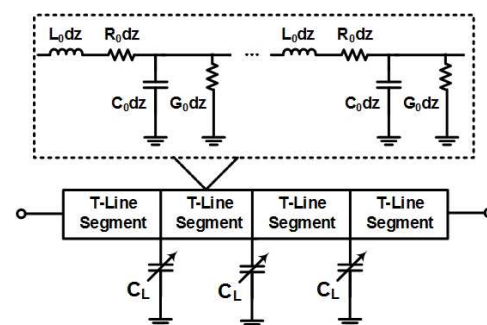 L₀dz R₀dz L₀dz R₀dz
...
C₀dz G₀dz C₀dz G₀dz
T-Line Segment
T-Line Segment
T-Line Segment
T-Line Segment
C_L C_L C_L